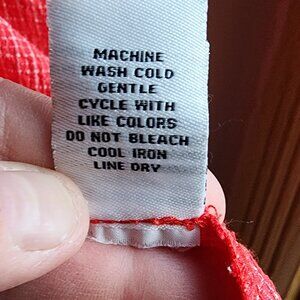 MACHINE
WASH COLD
GENTLE
CYCLE WITH
LIKE COLORS
DO NOT BLEACH
COOL IRON
LINE DRY